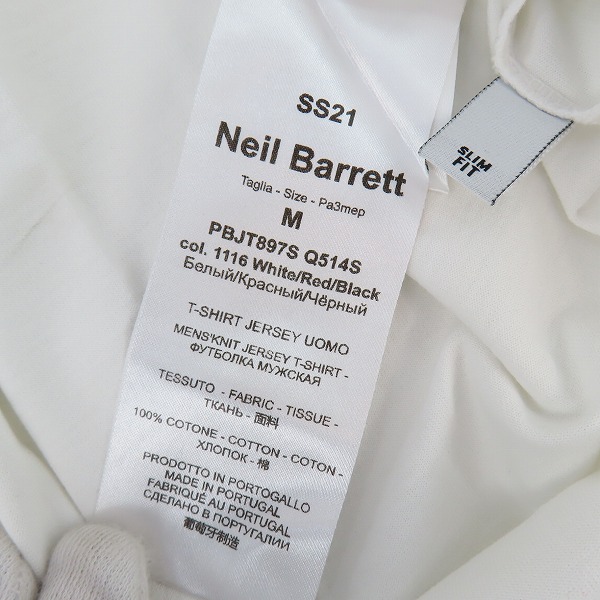 SS21
Neil Barrett
Taglia - Size - Pa3mep
M
PBJT897S Q514S
col. 1116 White/Red/Black
Белый/Красный/Чёрный
T-SHIRT JERSEY UOMO
MENS'KNIT JERSEY T-SHIRT -
ФУТБОЛКА МУЖСКАЯ
TESSUTO - FABRIC - TISSUE -
ТКАНЬ - 面料
100% COTONE - COTTON - COTON -
ХЛОПОК - 棉
PRODOTTO IN PORTOGALLO
MADE IN PORTUGAL
FABRIQUÉ AU PORTUGAL
СДЕЛАНО В ПОРТУГАЛИИ
葡萄牙制造
SLIM
FIT